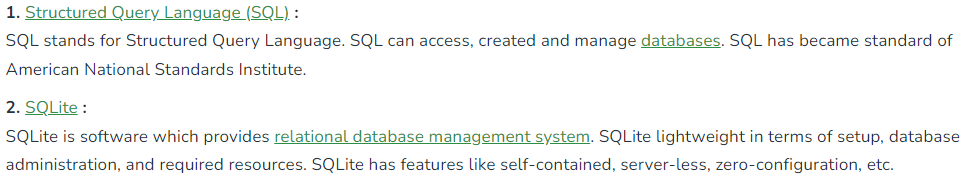 1. Structured Query Language (SQL) :
SQL stands for Structured Query Language. SQL can access, created and manage databases. SQL has became standard of
American National Standards Institute.
2. SQLite :
SQLite is software which provides relational database management system. SQLite lightweight in terms of setup, database
administration, and required resources. SQLite has features like self-contained, server-less, zero-configuration, etc.